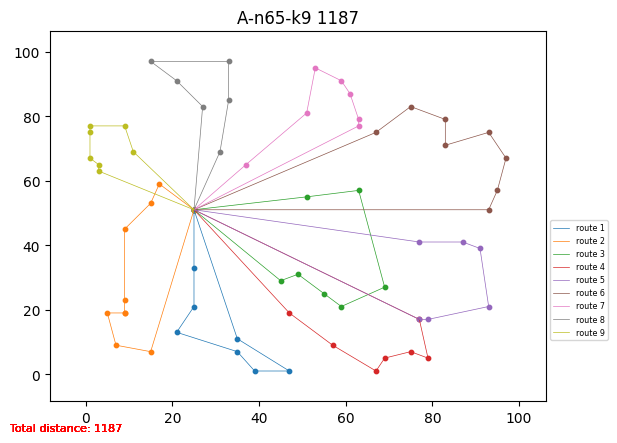 A-n65-k9 1187
100
80
60
40
20
0
0 20 40 60 80 100
route 1
route 2
route 3
route 4
route 5
route 6
route 7
route 8
route 9
Total distance: 1187